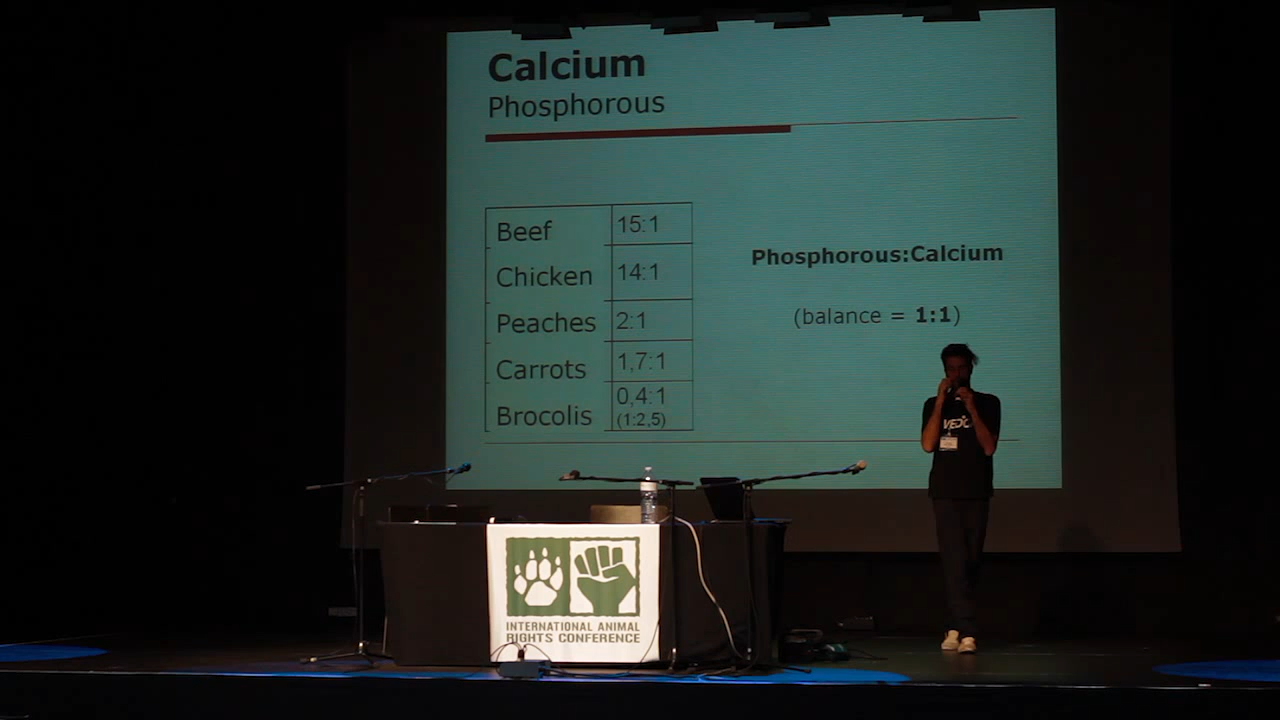 Calcium
Phosphorous
Beef 15:1
Chicken 14:1
Peaches 2:1
Carrots 1,7:1
Brocolis 0,4:1
(1:2,5)
Phosphorous:Calcium
(balance = 1:1)
INTERNATIONAL ANIMAL
RIGHTS CONFERENCE